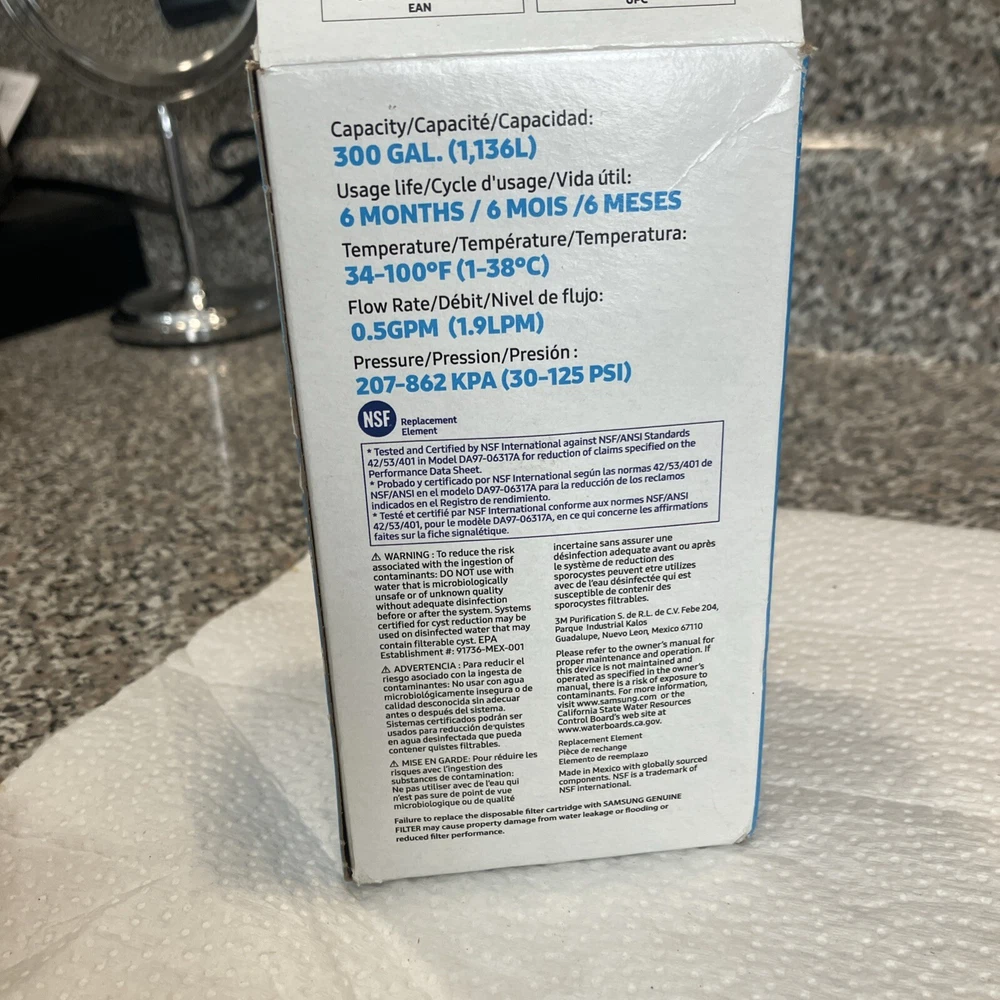 EAN
UPC
Capacity/Capacité/Capacidad:
300 GAL. (1,136L)
Usage life/Cycle d'usage/Vida útil:
6 MONTHS / 6 MOIS /6 MESES
Temperature/Température/Temperatura:
34-100°F (1-38°C)
Flow Rate/Débit/Nivel de flujo:
0.5GPM (1.9LPM)
Pressure/Pression/Presión :
207-862 KPA (30-125 PSI)
NSF
Replacement
Element
* Tested and Certified by NSF International against NSF/ANSI Standards
42/53/401 in Model DA97-06317A for reduction of claims specified on the
Performance Data Sheet.
* Probado y certificado por NSF International según las normas 42/53/401 de
NSF/ANSI en el modelo DA97-06317A para la reducción de los reclamos
indicados en el Registro de rendimiento.
* Testé et certifié par NSF International conforme aux normes NSF/ANSI
42/53/401, pour le modèle DA97-06317A, en ce qui concerne les affirmations
faites sur la fiche signalétique.
⚠ WARNING : To reduce the risk
associated with the ingestion of
contaminants: DO NOT use with
water that is microbiologically
unsafe or of unknown quality
without adequate disinfection
before or after the system. Systems
certified for cyst reduction may be
used on disinfected water that may
contain filterable cyst. EPA
Establishment #: 91736-MEX-001
⚠ ADVERTENCIA : Para reducir el
riesgo asociado con la ingesta de
contaminantes: No usar con agua
microbiológicamente insegura o de
calidad desconocida sin adecuar
antes o después del sistema.
Sistemas certificados podrán ser
usados para reducción de quistes
en agua desinfectada que pueda
contener quistes filtrables.
⚠ MISE EN GARDE: Pour réduire les
risques avec l'ingestion des
substances de contamination:
Ne pas utiliser avec de l'eau qui
n'est pas sure de point de vue
microbiologique ou de qualité
incertaine sans assurer une
désinfection adequate avant ou après
le système de reduction des
sporocystes peuvent etre utilizes
avec de l'eau désinfectée qui est
susceptible de contenir des
sporocystes filtrables.
3M Purification S. de R.L. de C.V. Febe 204,
Parque Industrial Kalos
Guadalupe, Nuevo Leon, Mexico 67110
Please refer to the owner's manual for
proper maintenance and operation. If
this device is not maintained and
operated as specified in the owner's
manual, there is a risk of exposure to
contaminants. For more information,
visit www.samsung.com or the
California State Water Resources
Control Board's web site at
www.waterboards.ca.gov.
Replacement Element
Pièce de rechange
Elemento de reemplazo
Made in Mexico with globally sourced
components. NSF is a trademark of
NSF international.
Failure to replace the disposable filter cartridge with SAMSUNG GENUINE
FILTER may cause property damage from water leakage or flooding or
reduced filter performance.